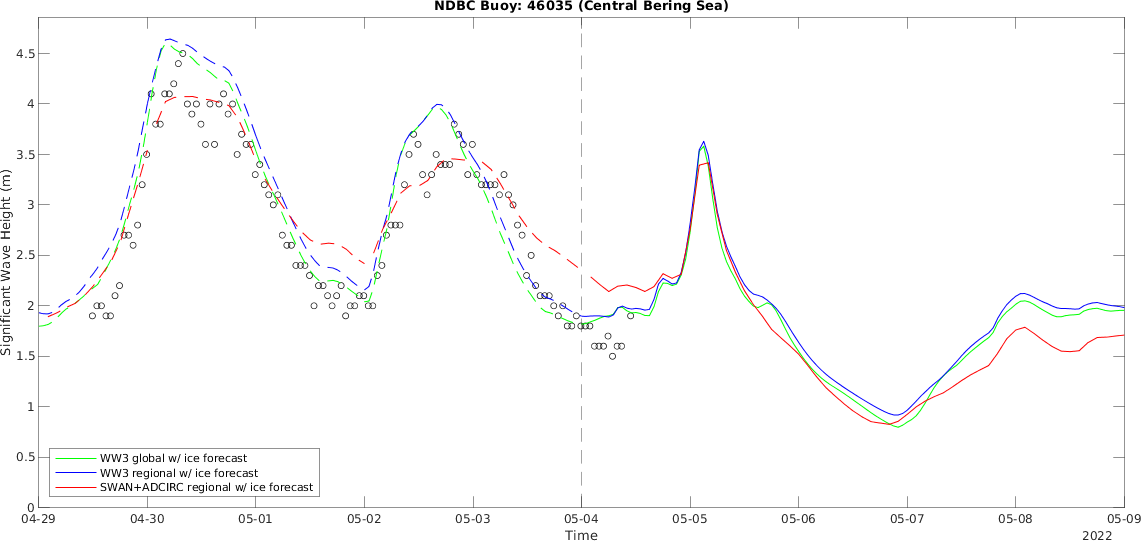 NDBC Buoy: 46035 (Central Bering Sea)
Significant Wave Height (m)
4.5
4
3.5
3
2.5
2
1.5
1
0.5
0
WW3 global w/ ice forecast
WW3 regional w/ ice forecast
SWAN+ADCIRC regional w/ ice forecast
04-29 04-30 05-01 05-02 05-03 05-04 05-05 05-06 05-07 05-08 05-09
Time
2022